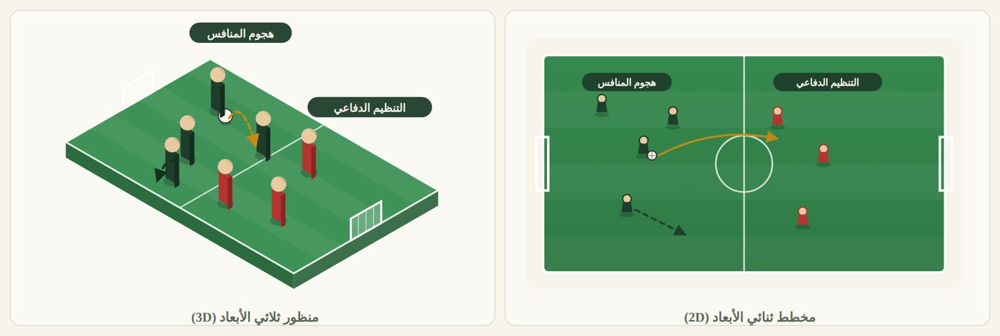 هجوم المنافس
التنظيم الدفاعي
منظور ثلاثي الأبعاد (3D)
هجوم المنافس
التنظيم الدفاعي
مخطط ثنائي الأبعاد (2D)